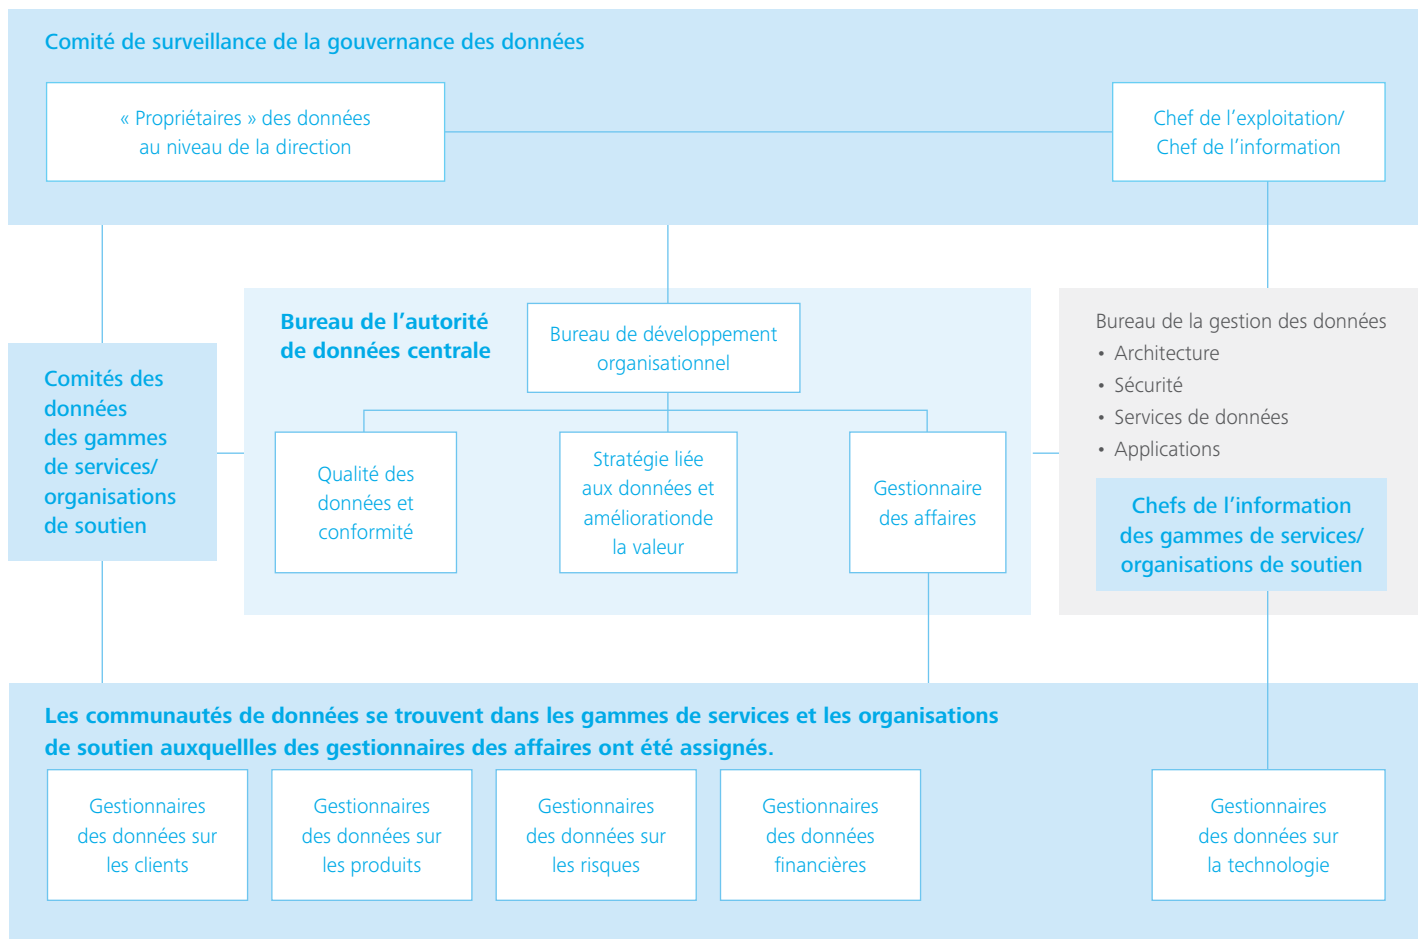 Comité de surveillance de la gouvernance des données
« Propriétaires » des données
au niveau de la direction
Chef de l’exploitation/
Chef de l’information
Comités des
données
des gammes
de services/
organisations
de soutien
Bureau de l’autorité
de données centrale
Bureau de développement
organisationnel
Qualité des
données et
conformité
Stratégie liée
aux données et
améliorationde
la valeur
Gestionnaire
des affaires
Bureau de la gestion des données
• Architecture
• Sécurité
• Services de données
• Applications
Chefs de l’information
des gammes de services/
organisations de soutien
Les communautés de données se trouvent dans les gammes de services et les organisations
de soutien auxquellles des gestionnaires des affaires ont été assignés.
Gestionnaires
des données sur
les clients
Gestionnaires
des données sur
les produits
Gestionnaires
des données sur
les risques
Gestionnaires
des données
financières
Gestionnaires
des données sur
la technologie